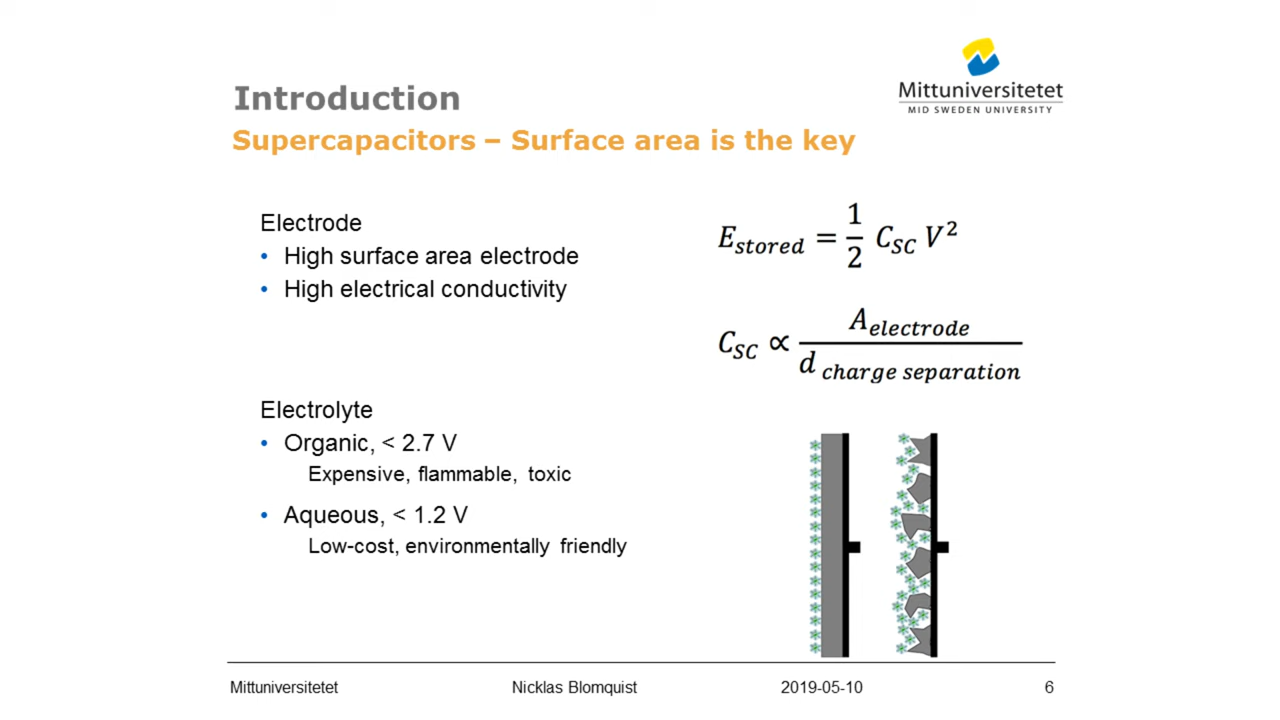 Mittuniversitetet
MID SWEDEN UNIVERSITY
Introduction
Supercapacitors – Surface area is the key
Electrode
• High surface area electrode
• High electrical conductivity
E_stored = 1/2 C_SC V²
C_SC ∝ A_electrode / d_charge separation
Electrolyte
• Organic, < 2.7 V
Expensive, flammable, toxic
• Aqueous, < 1.2 V
Low-cost, environmentally friendly
Mittuniversitetet Nicklas Blomquist 2019-05-10 6